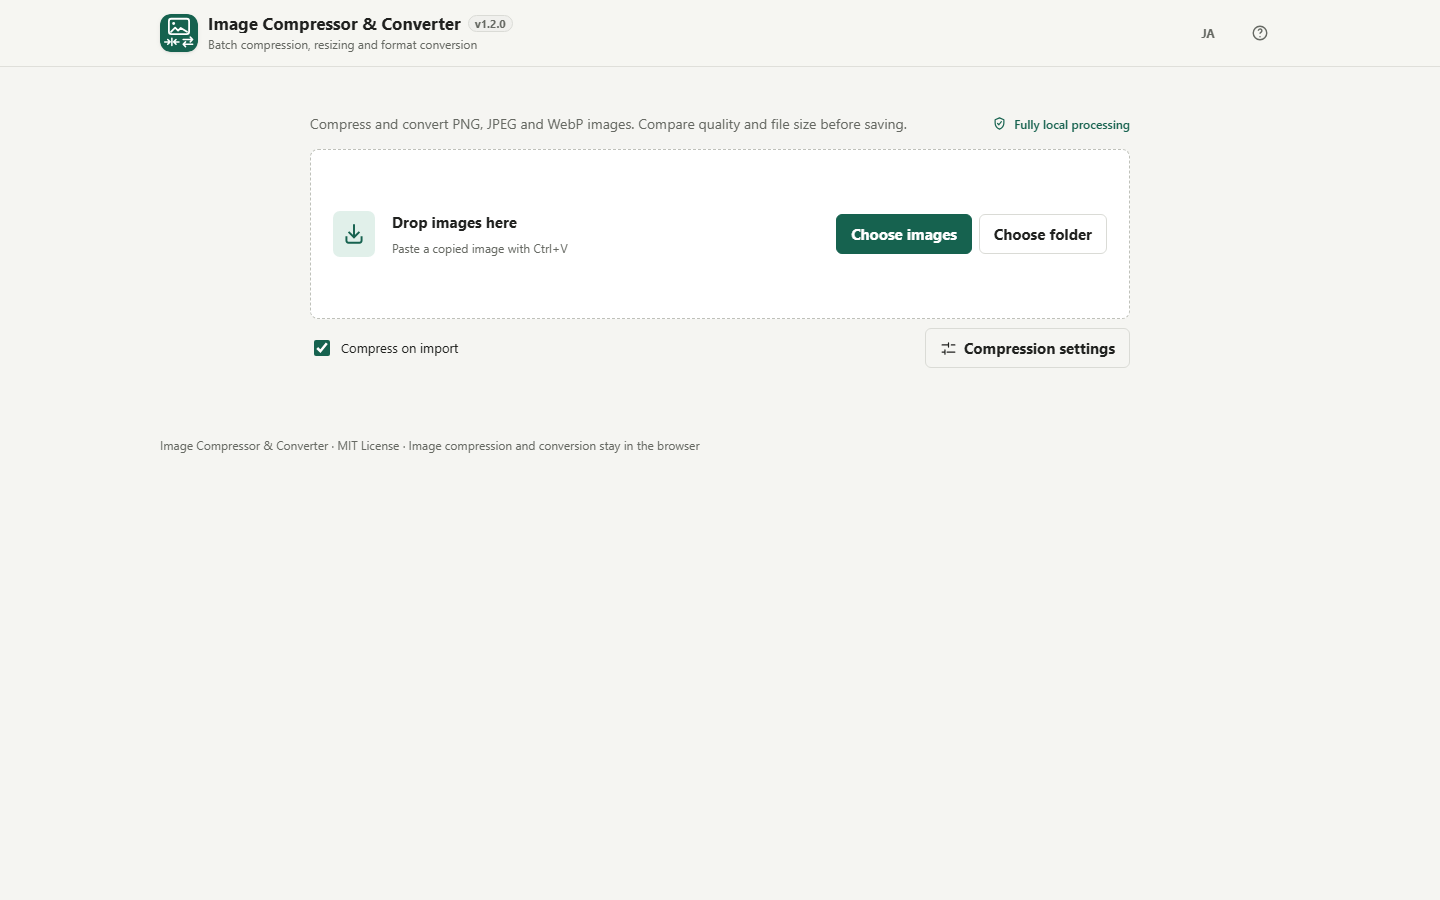 Image Compressor & Converter v1.2.0
Batch compression, resizing and format conversion
JA
Compress and convert PNG, JPEG and WebP images. Compare quality and file size before saving.
Fully local processing
Drop images here
Paste a copied image with Ctrl+V
Choose images
Choose folder
Compress on import
Compression settings
Image Compressor & Converter · MIT License · Image compression and conversion stay in the browser